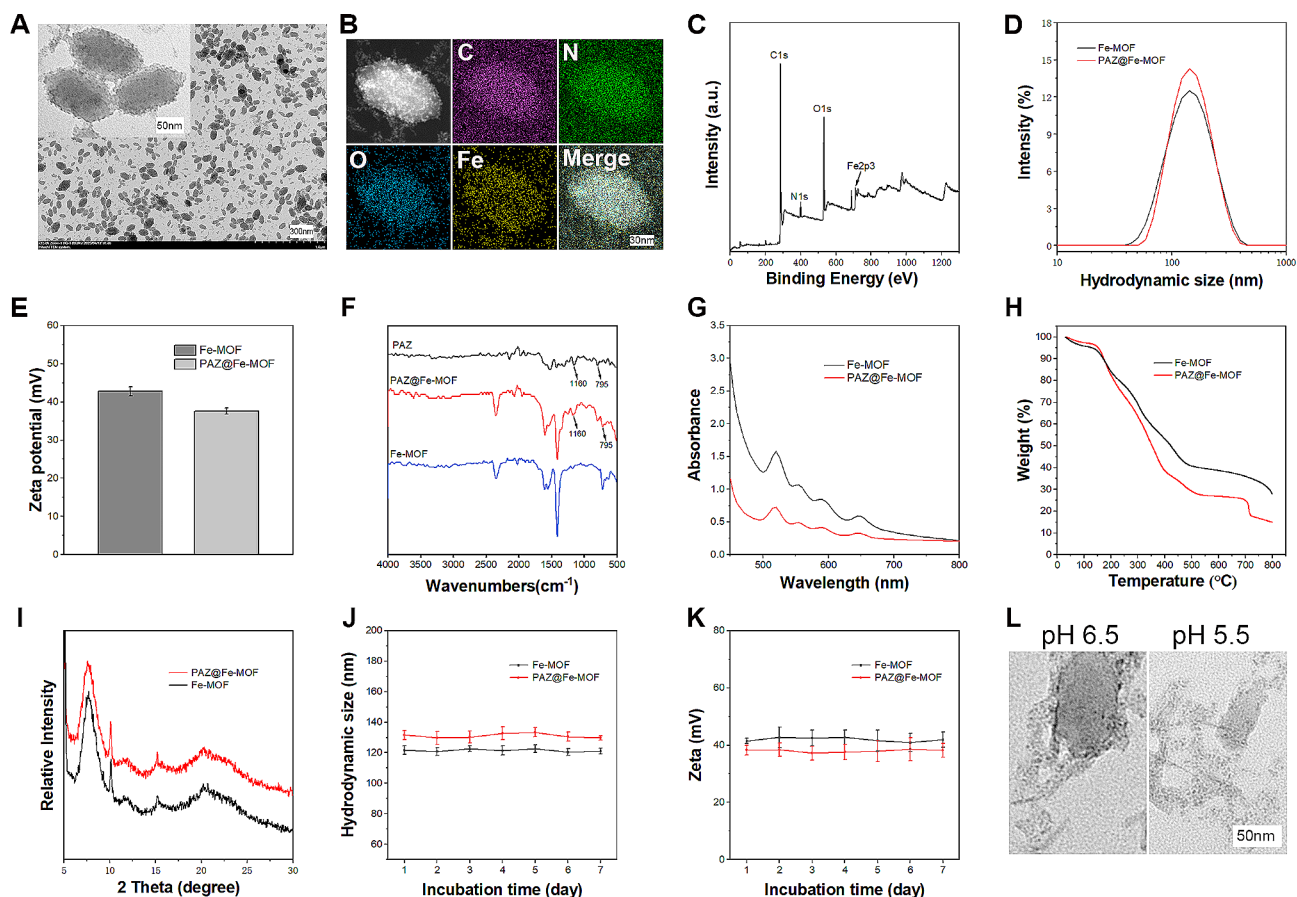 A
50nm
300nm
B
C
N
O
Fe
Merge
30nm
C
Intensity (a.u.)
C1s
O1s
N1s
Fe2p3
0 400 800 1200
Binding Energy (eV)
D
Intensity (%)
18
15
12
9
6
3
0
Fe-MOF
PAZ@Fe-MOF
10 100 1000
Hydrodynamic size (nm)
E
Zeta potential (mV)
60
50
40
30
20
10
0
Fe-MOF
PAZ@Fe-MOF
F
PAZ
1160
795
PAZ@Fe-MOF
1160
795
Fe-MOF
4000 3500 3000 2500 2000 1500 1000 500
Wavenumbers(cm-1)
G
Absorbance
3.5
3.0
2.5
2.0
1.5
1.0
0.5
0.0
Fe-MOF
PAZ@Fe-MOF
500 600 700 800
Wavelength (nm)
H
Weight (%)
100
90
80
70
60
50
40
30
20
10
0
Fe-MOF
PAZ@Fe-MOF
0 100 200 300 400 500 600 700 800
Temperature (°C)
I
Relative Intensity
PAZ@Fe-MOF
Fe-MOF
5 10 15 20 25 30
2 Theta (degree)
J
Hydrodynamic size (nm)
200
180
160
140
120
100
80
60
Fe-MOF
PAZ@Fe-MOF
1 2 3 4 5 6 7
Incubation time (day)
K
Zeta (mV)
80
60
40
20
0
Fe-MOF
PAZ@Fe-MOF
1 2 3 4 5 6 7
Incubation time (day)
L
pH 6.5
pH 5.5
50nm